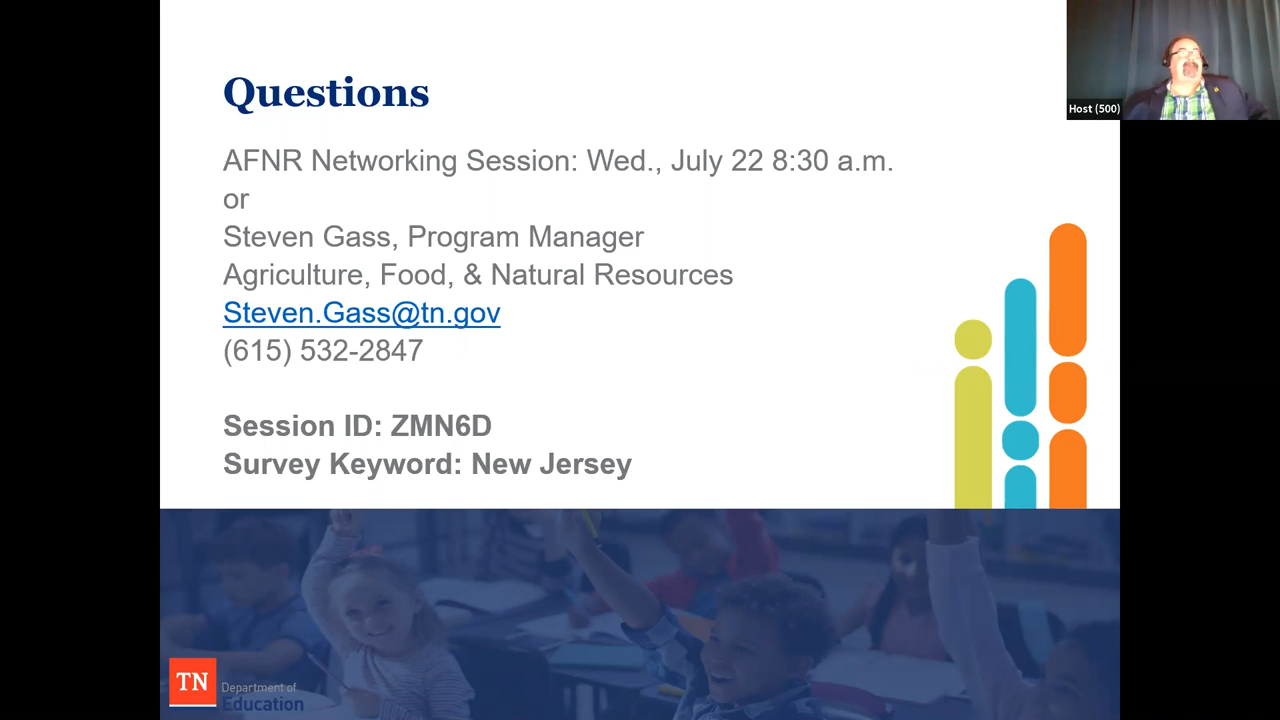 Questions
AFNR Networking Session: Wed., July 22 8:30 a.m.
or
Steven Gass, Program Manager
Agriculture, Food, & Natural Resources
Steven.Gass@tn.gov
(615) 532-2847
Session ID: ZMN6D
Survey Keyword: New Jersey
Host (500)
TN
Department of
Education